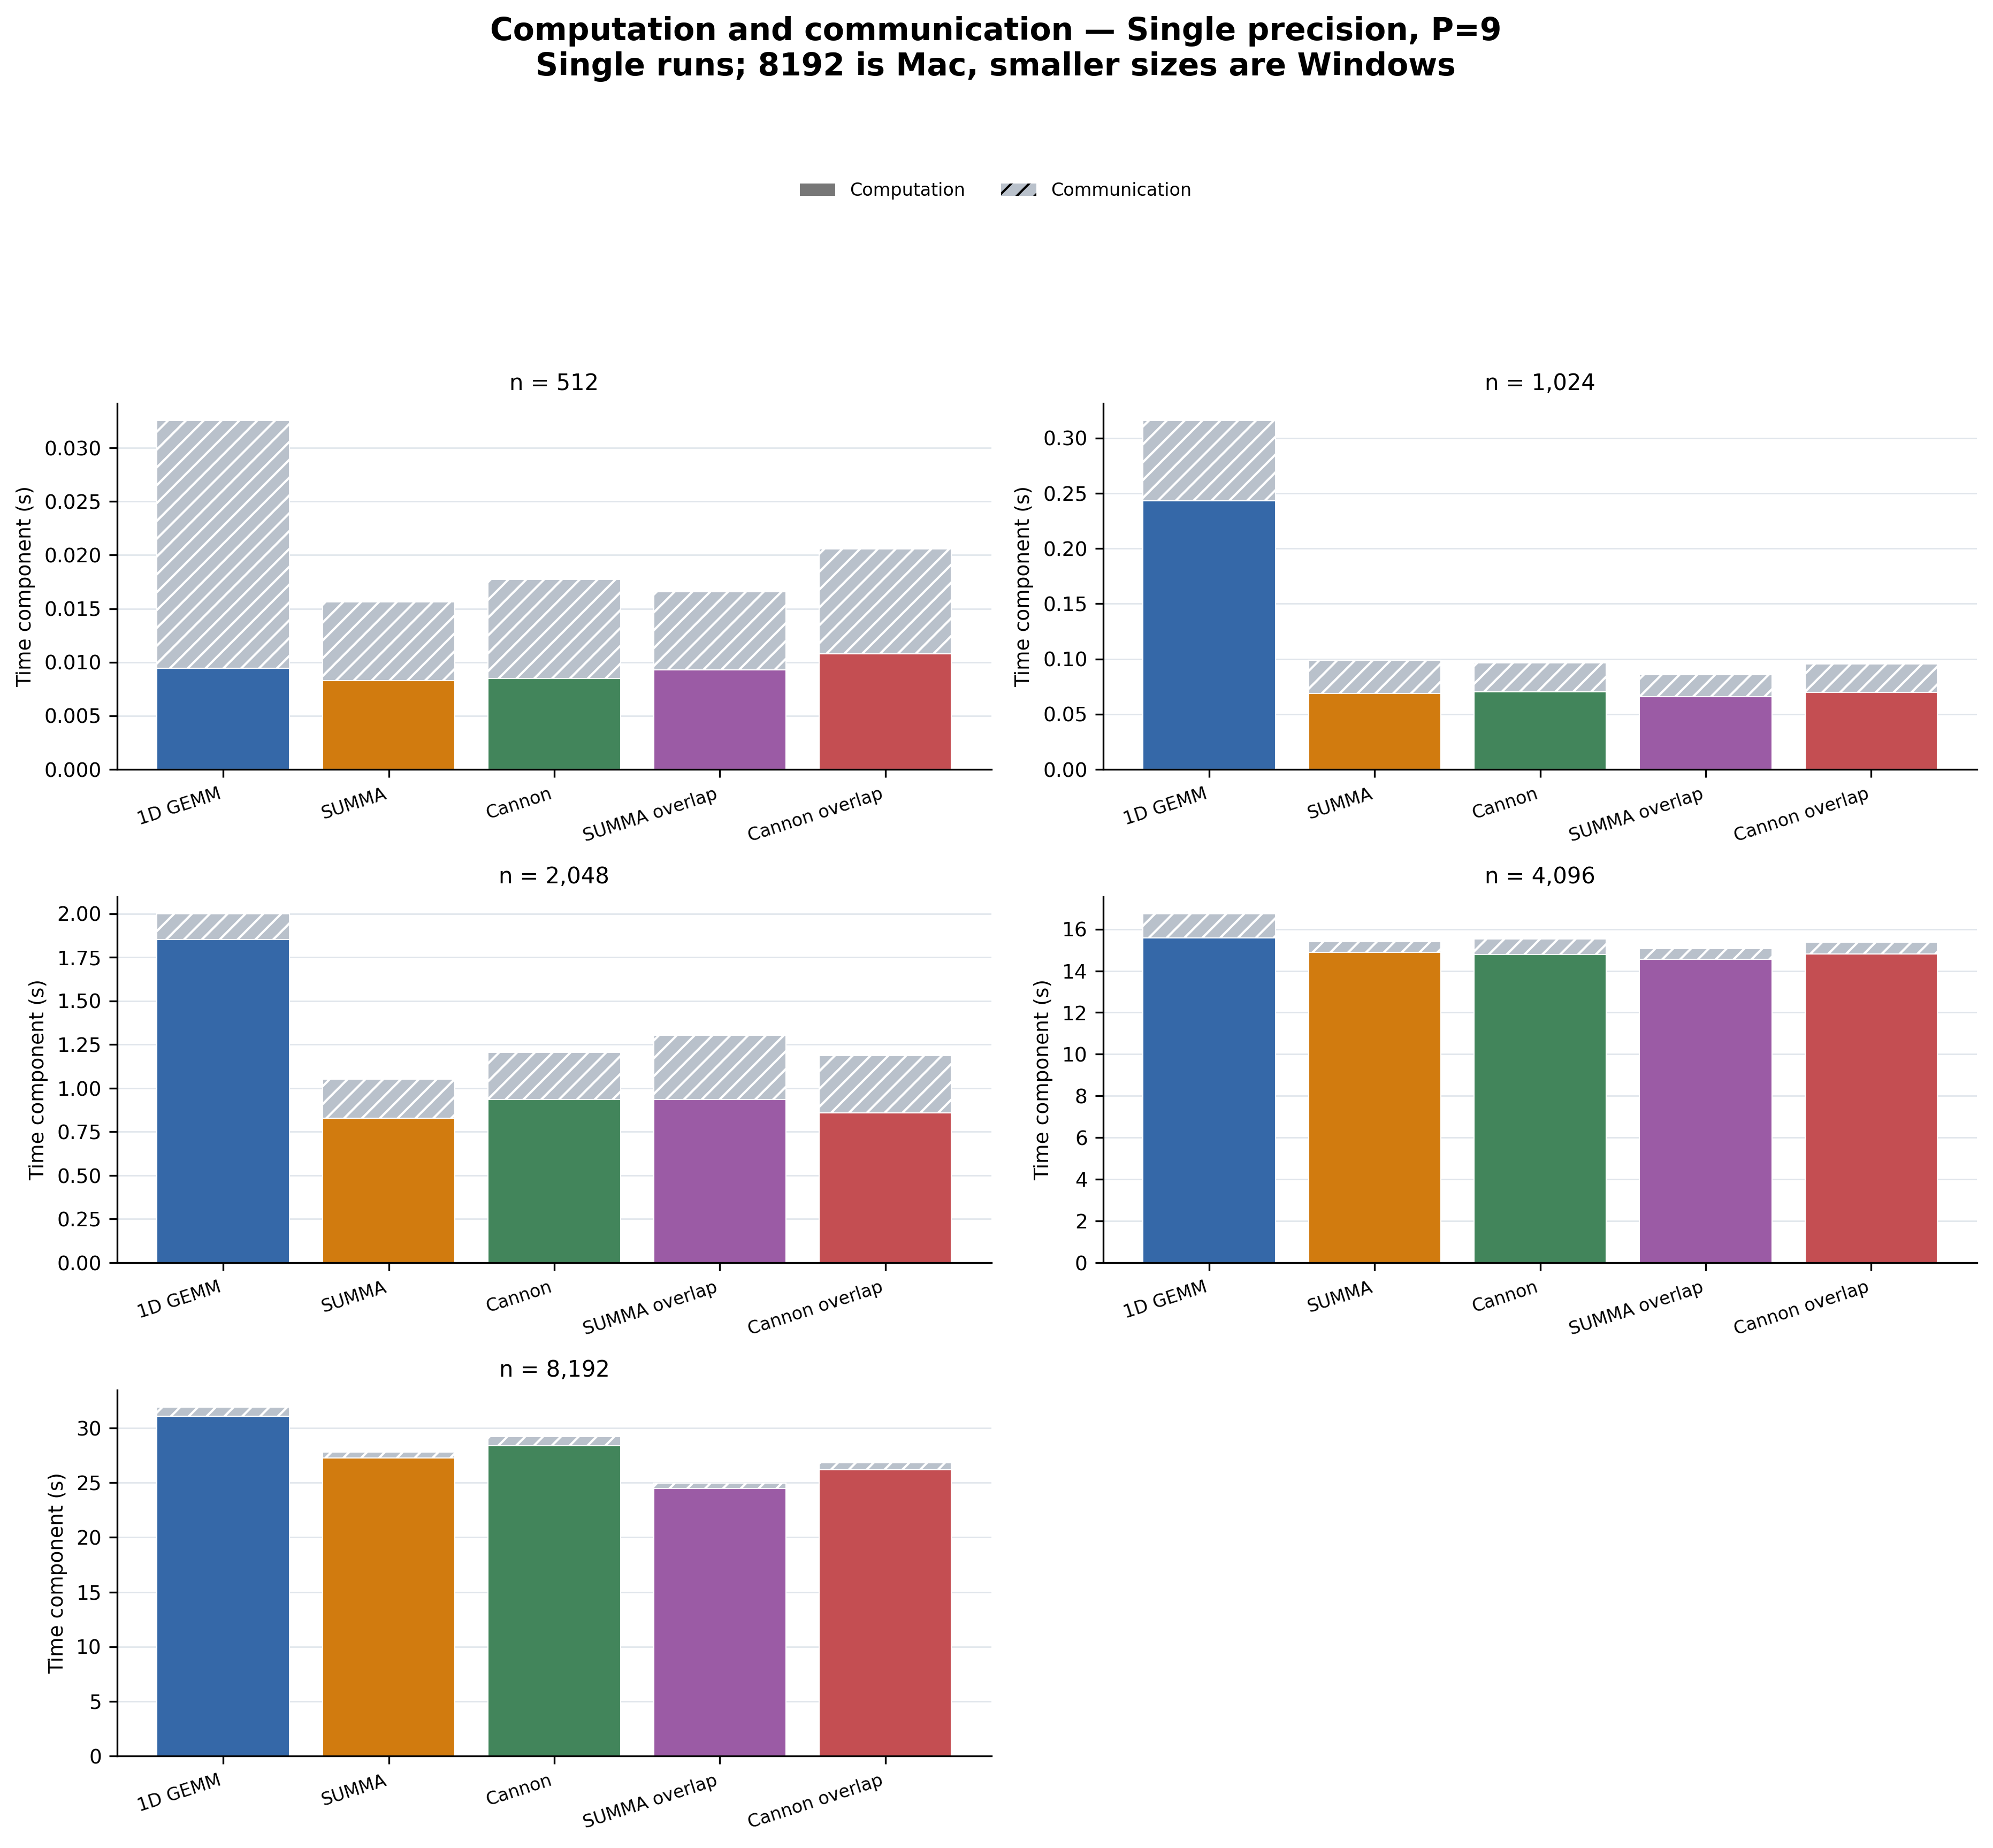 Computation and communication — Single precision, P=9
Single runs; 8192 is Mac, smaller sizes are Windows
Computation
Communication
n = 512
Time component (s)
0.030
0.025
0.020
0.015
0.010
0.005
0.000
1D GEMM
SUMMA
Cannon
SUMMA overlap
Cannon overlap
n = 1,024
Time component (s)
0.30
0.25
0.20
0.15
0.10
0.05
0.00
1D GEMM
SUMMA
Cannon
SUMMA overlap
Cannon overlap
n = 2,048
Time component (s)
2.00
1.75
1.50
1.25
1.00
0.75
0.50
0.25
0.00
1D GEMM
SUMMA
Cannon
SUMMA overlap
Cannon overlap
n = 4,096
Time component (s)
16
14
12
10
8
6
4
2
0
1D GEMM
SUMMA
Cannon
SUMMA overlap
Cannon overlap
n = 8,192
Time component (s)
30
25
20
15
10
5
0
1D GEMM
SUMMA
Cannon
SUMMA overlap
Cannon overlap